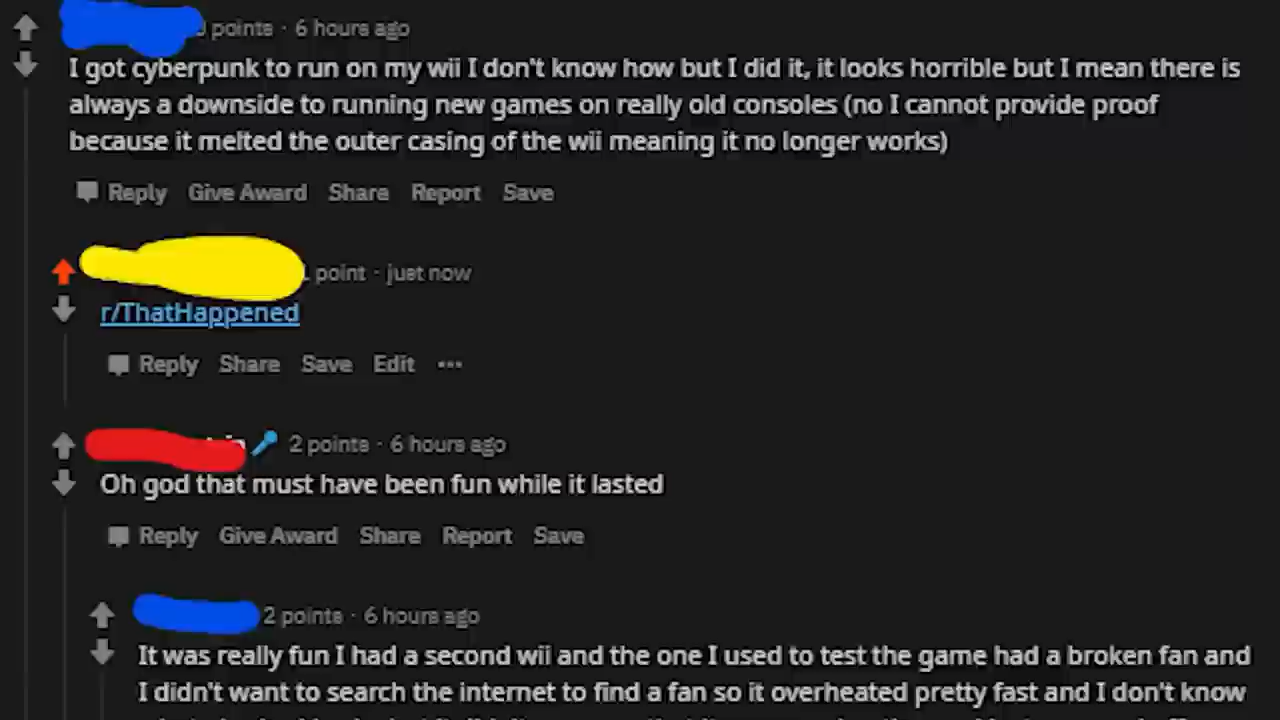 points · 6 hours ago
I got cyberpunk to run on my wii I don't know how but I did it, it looks horrible but I mean there is
always a downside to running new games on really old consoles (no I cannot provide proof
because it melted the outer casing of the wii meaning it no longer works)
Reply Give Award Share Report Save
point · just now
r/ThatHappened
Reply Share Save Edit ···
2 points · 6 hours ago
Oh god that must have been fun while it lasted
Reply Give Award Share Report Save
2 points · 6 hours ago
It was really fun I had a second wii and the one I used to test the game had a broken fan and
I didn't want to search the internet to find a fan so it overheated pretty fast and I don't know